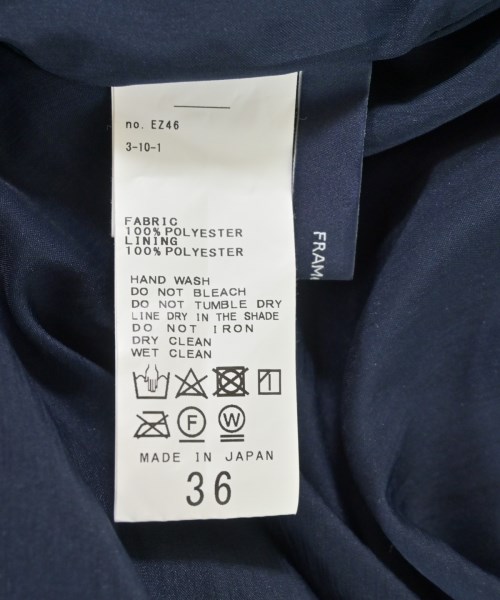 no. EZ46
3-10-1
FABRIC
100% POLYESTER
LINING
100% POLYESTER
HAND WASH
DO NOT BLEACH
DO NOT TUMBLE DRY
LINE DRY IN THE SHADE
DO NOT IRON
DRY CLEAN
WET CLEAN
F W
MADE IN JAPAN
36
FRAM